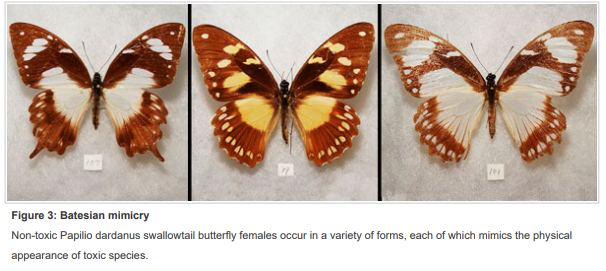 Figure 3: Batesian mimicry
Non-toxic Papilio dardanus swallowtail butterfly females occur in a variety of forms, each of which mimics the physical
appearance of toxic species.